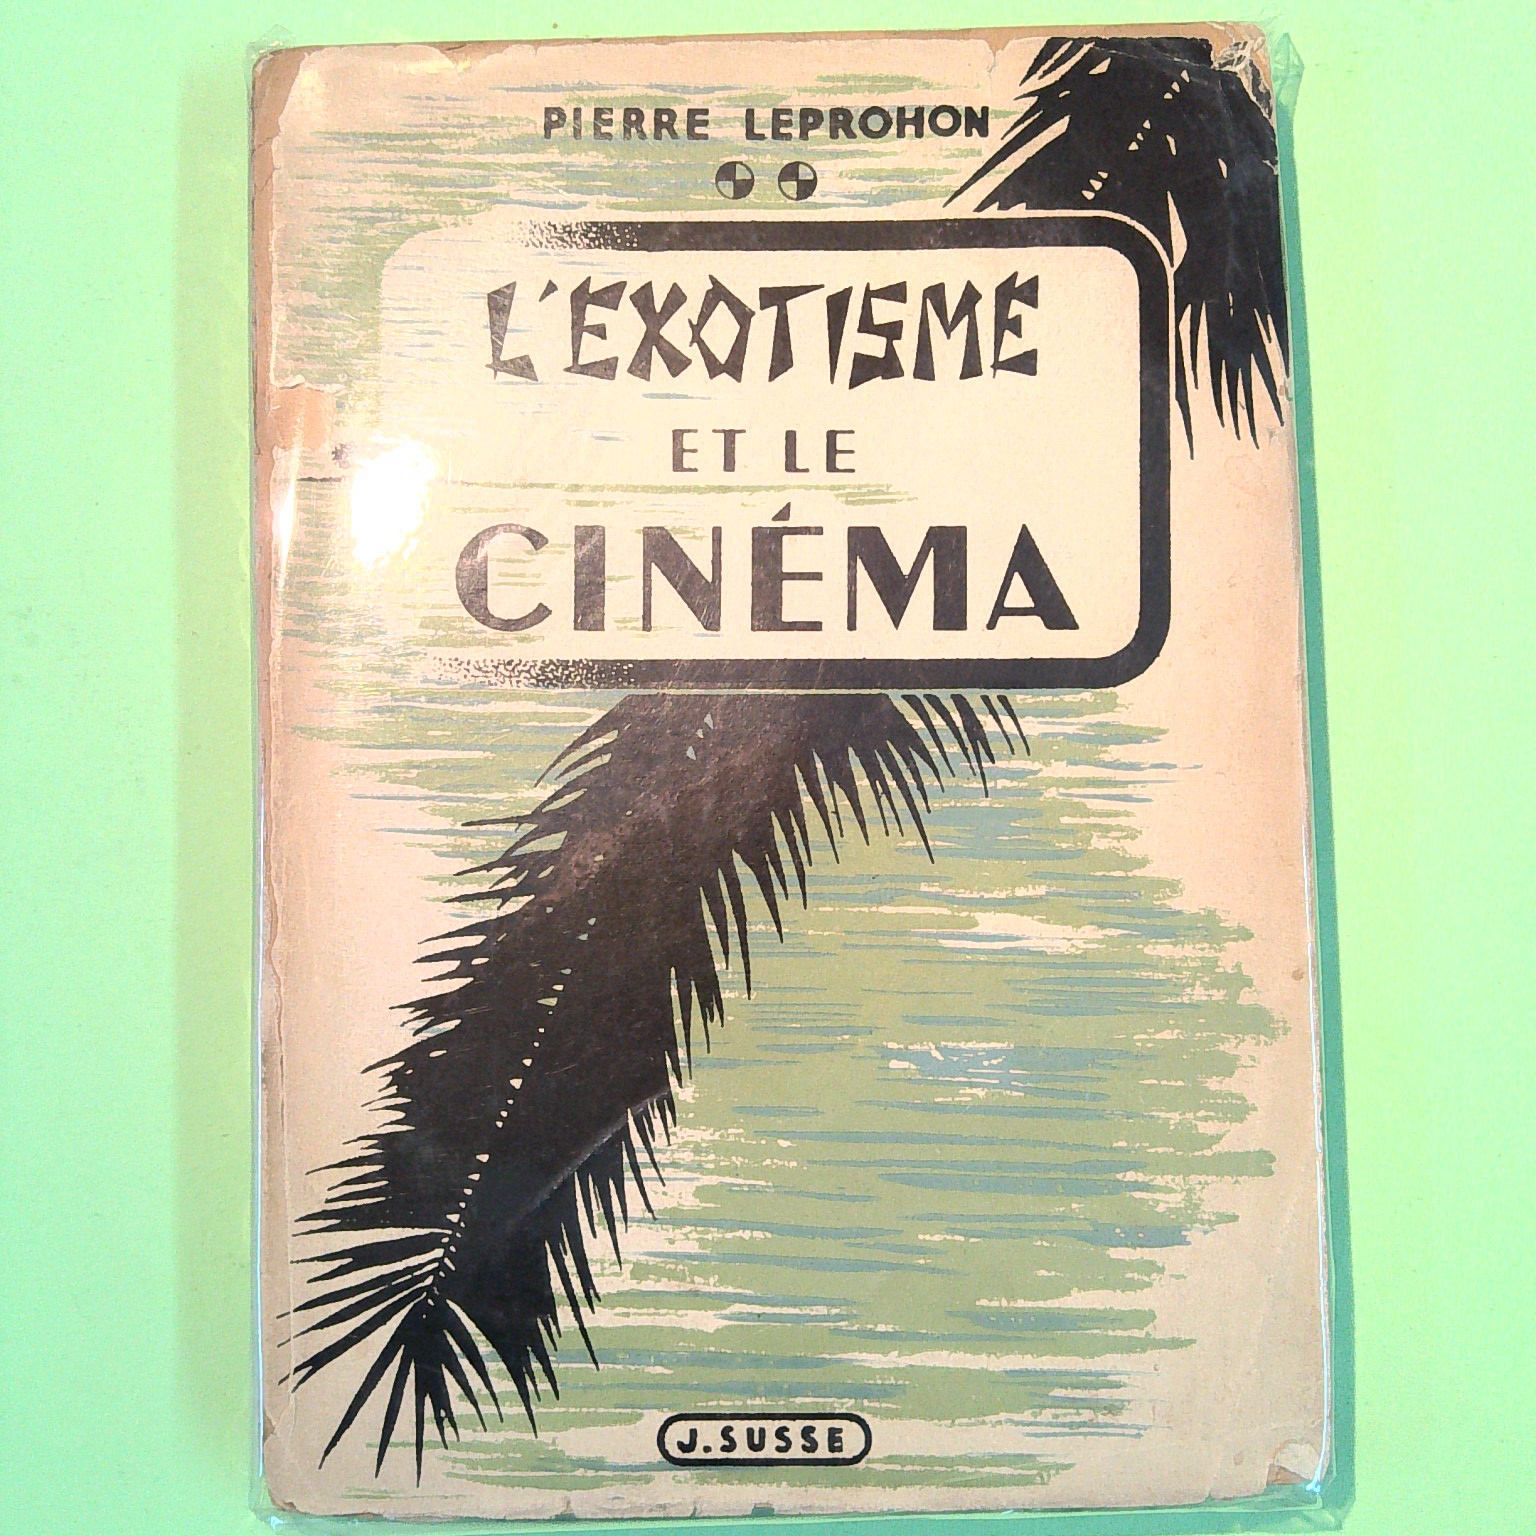 PIERRE LEPROHON
L'EXOTISME
ET LE
CINÉMA
J. SUSSE